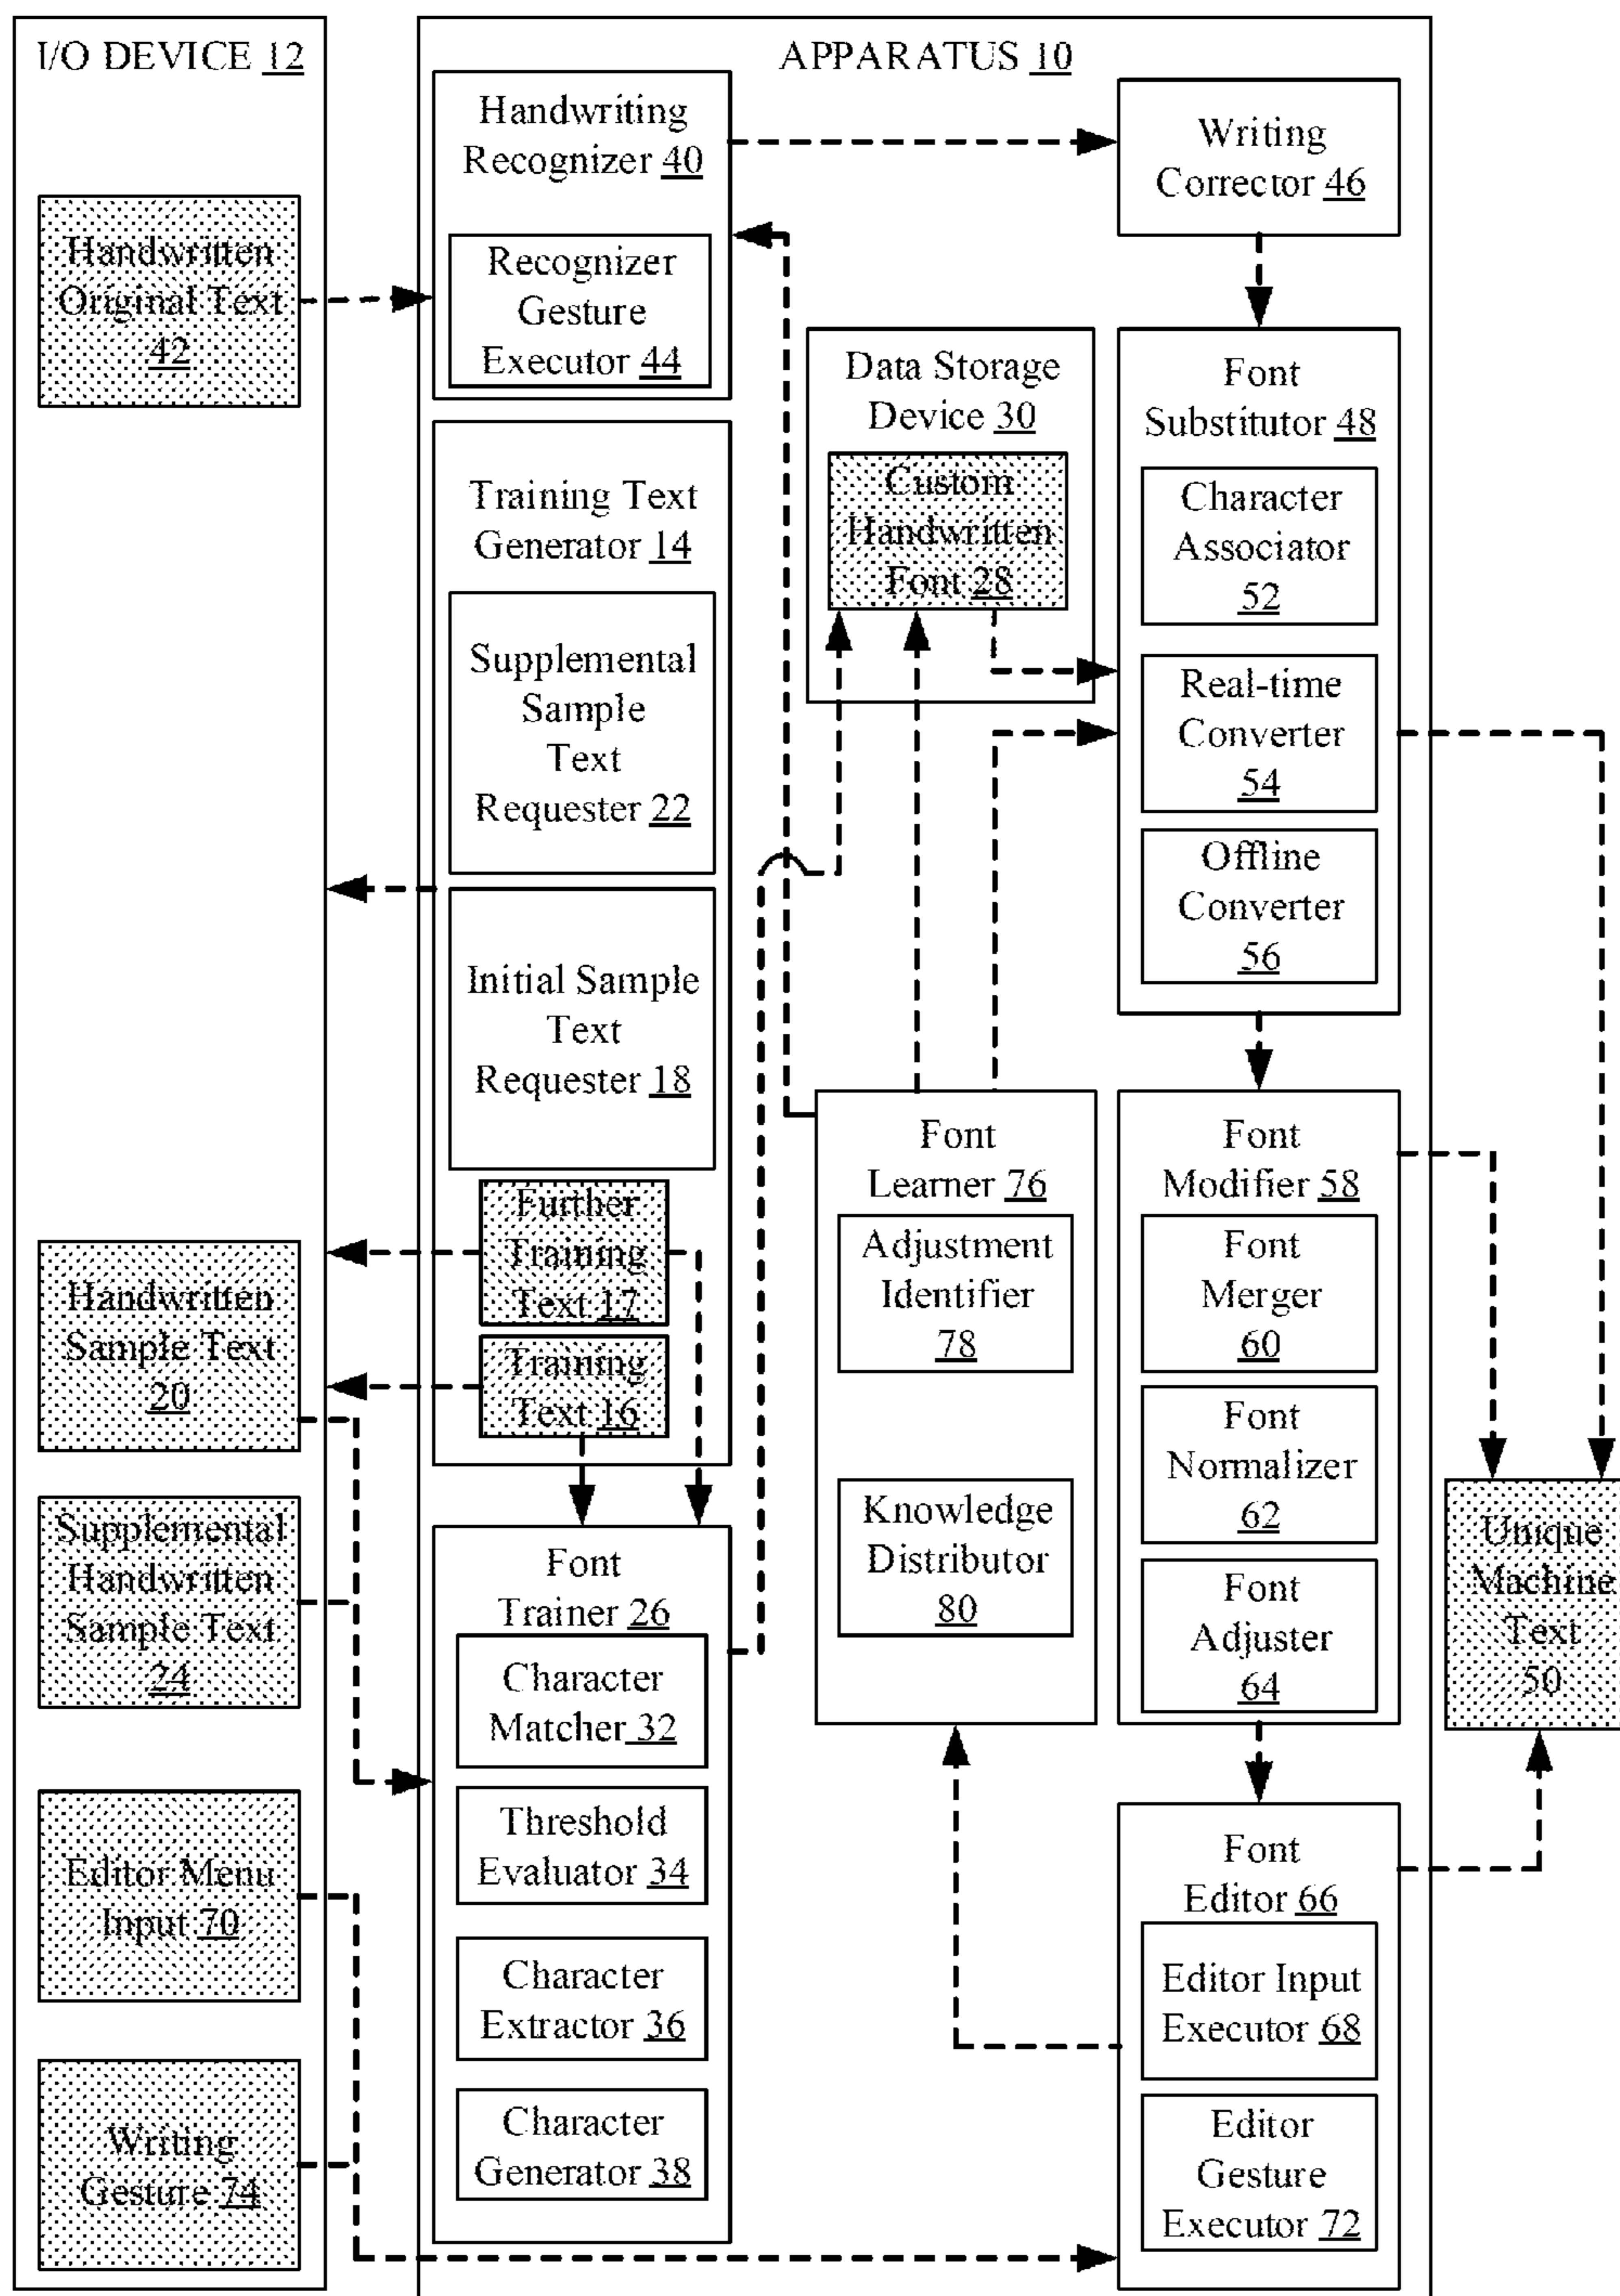 I/O DEVICE 12
Handwritten
Original Text
42
Handwritten
Sample Text
20
Supplemental
Handwritten
Sample Text
24
Editor Menu
Input 70
Writing
Gesture 74
APPARATUS 10
Handwriting
Recognizer 40
Recognizer
Gesture
Executor 44
Training Text
Generator 14
Supplemental
Sample
Text
Requester 22
Initial Sample
Text
Requester 18
Further
Training
Text 17
Training
Text 16
Font
Trainer 26
Character
Matcher 32
Threshold
Evaluator 34
Character
Extractor 36
Character
Generator 38
Data Storage
Device 30
Custom
Handwritten
Font 28
Font
Learner 76
Adjustment
Identifier
78
Knowledge
Distributor
80
Writing
Corrector 46
Font
Substitutor 48
Character
Associator
52
Real-time
Converter
54
Offline
Converter
56
Font
Modifier 58
Font
Merger
60
Font
Normalizer
62
Font
Adjuster
64
Font
Editor 66
Editor Input
Executor 68
Editor
Gesture
Executor 72
Unique
Machine
Text
50